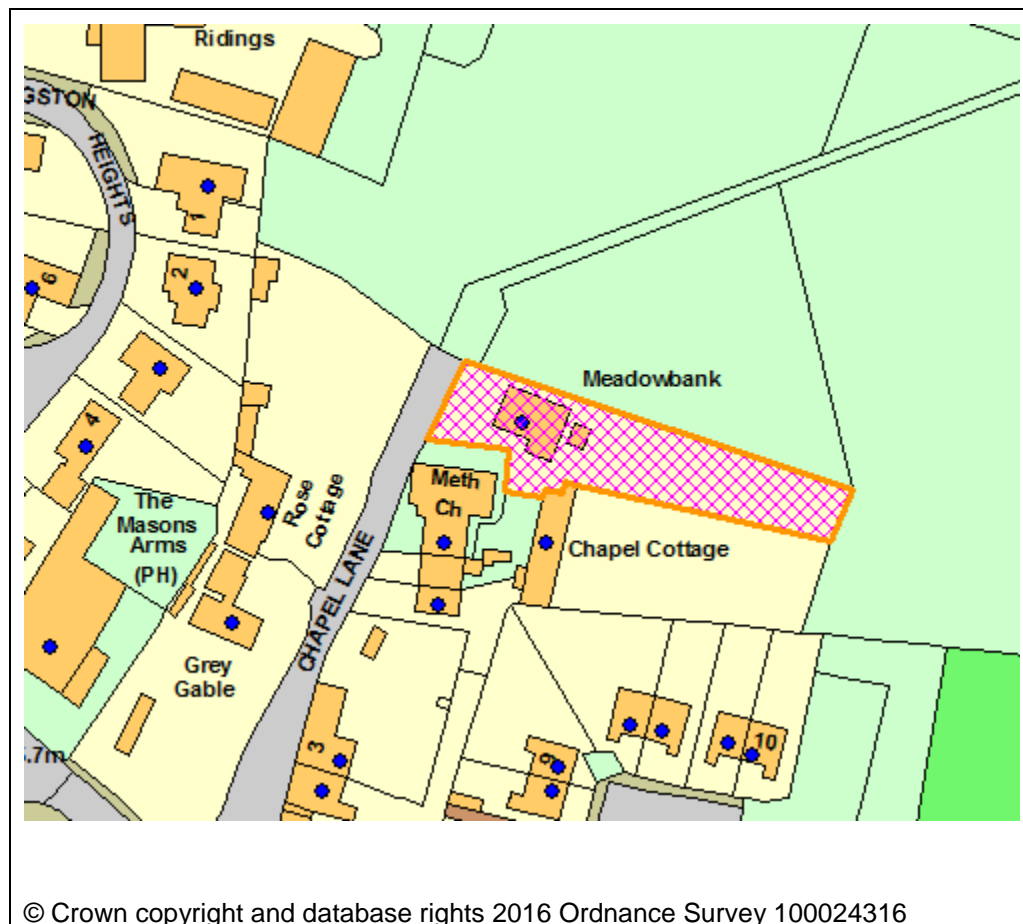 Ridings
GSTON
HEIGHTS
1
2
6
4
Meadowbank
The
Masons
Arms
(PH)
Rose
Cottage
Meth
Ch
Chapel Cottage
CHAPEL LANE
Grey
Gable
3
9
10
.7m
© Crown copyright and database rights 2016 Ordnance Survey 100024316